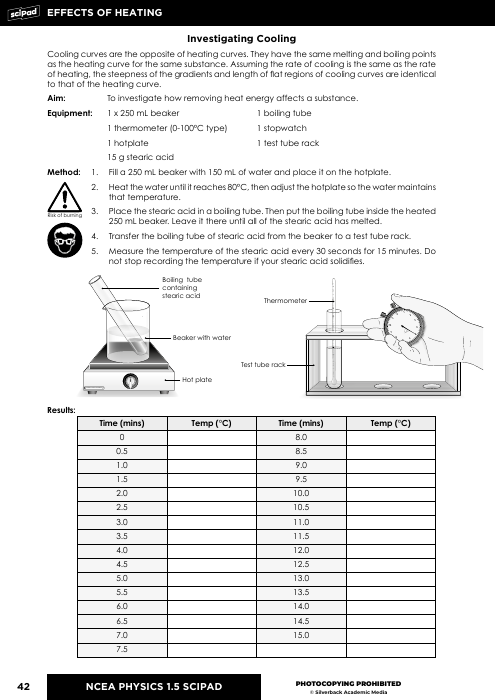 scipad EFFECTS OF HEATING
Investigating Cooling
Cooling curves are the opposite of heating curves. They have the same melting and boiling points
as the heating curve for the same substance. Assuming the rate of cooling is the same as the rate
of heating, the steepness of the gradients and length of flat regions of cooling curves are identical
to that of the heating curve.
Aim: To investigate how removing heat energy affects a substance.
Equipment: 1 x 250 mL beaker 1 boiling tube
1 thermometer (0-100°C type) 1 stopwatch
1 hotplate 1 test tube rack
15 g stearic acid
Method: 1. Fill a 250 mL beaker with 150 mL of water and place it on the hotplate.
2. Heat the water until it reaches 80°C, then adjust the hotplate so the water maintains
that temperature.
Risk of burning
3. Place the stearic acid in a boiling tube. Then put the boiling tube inside the heated
250 mL beaker. Leave it there until all of the stearic acid has melted.
4. Transfer the boiling tube of stearic acid from the beaker to a test tube rack.
5. Measure the temperature of the stearic acid every 30 seconds for 15 minutes. Do
not stop recording the temperature if your stearic acid solidifies.
Boiling tube
containing
stearic acid
Thermometer
Beaker with water
Test tube rack
Hot plate
Results:
Time (mins) Temp (°C) Time (mins) Temp (°C)
0 8.0
0.5 8.5
1.0 9.0
1.5 9.5
2.0 10.0
2.5 10.5
3.0 11.0
3.5 11.5
4.0 12.0
4.5 12.5
5.0 13.0
5.5 13.5
6.0 14.0
6.5 14.5
7.0 15.0
7.5
42 NCEA PHYSICS 1.5 SCIPAD PHOTOCOPYING PROHIBITED
© Silverback Academic Media